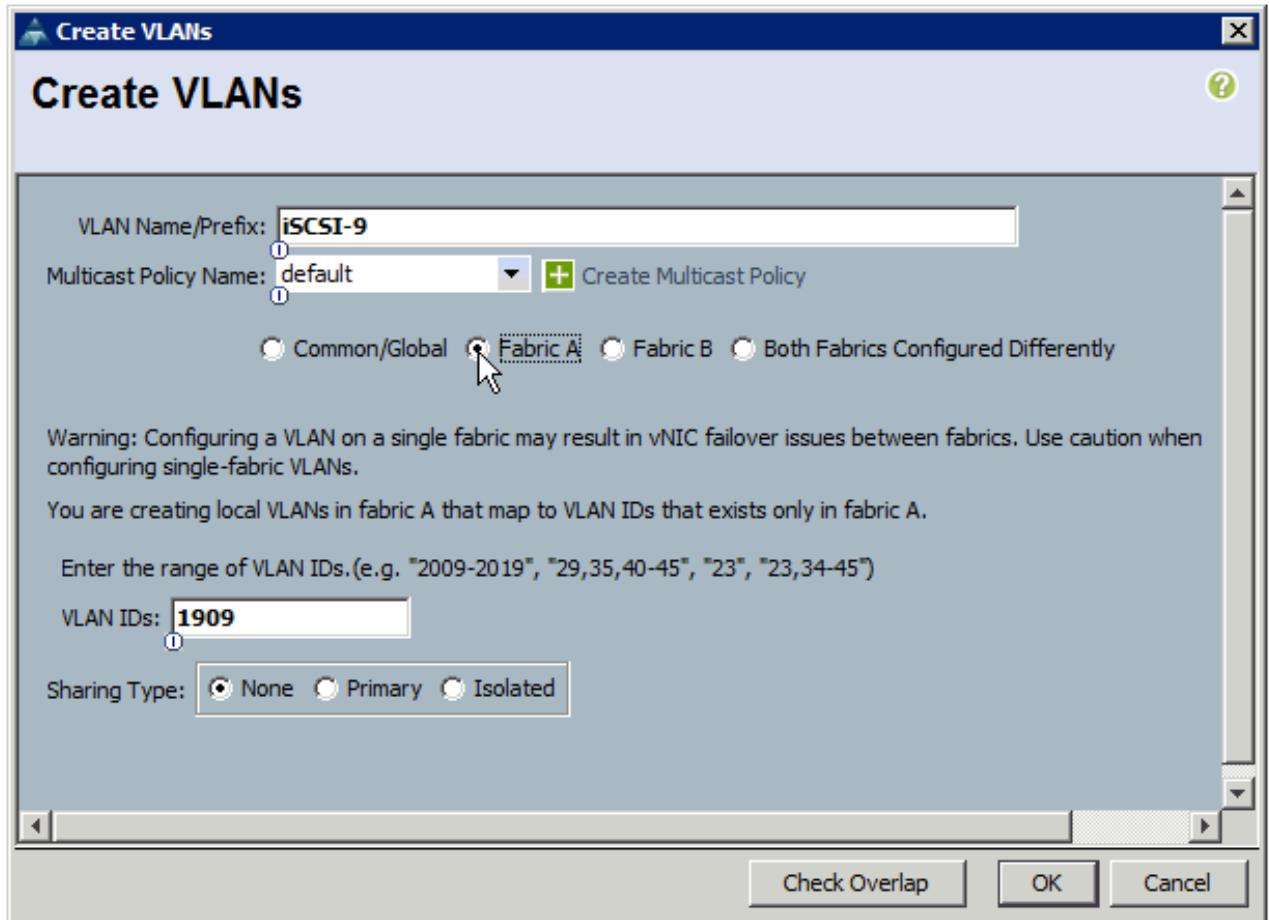 Create VLANs
Create VLANs
VLAN Name/Prefix: iSCSI-9
Multicast Policy Name: default Create Multicast Policy
Common/Global Fabric A Fabric B Both Fabrics Configured Differently
Warning: Configuring a VLAN on a single fabric may result in vNIC failover issues between fabrics. Use caution when
configuring single-fabric VLANs.
You are creating local VLANs in fabric A that map to VLAN IDs that exists only in fabric A.
Enter the range of VLAN IDs.(e.g. "2009-2019", "29,35,40-45", "23", "23,34-45")
VLAN IDs: 1909
Sharing Type: None Primary Isolated
Check Overlap OK Cancel